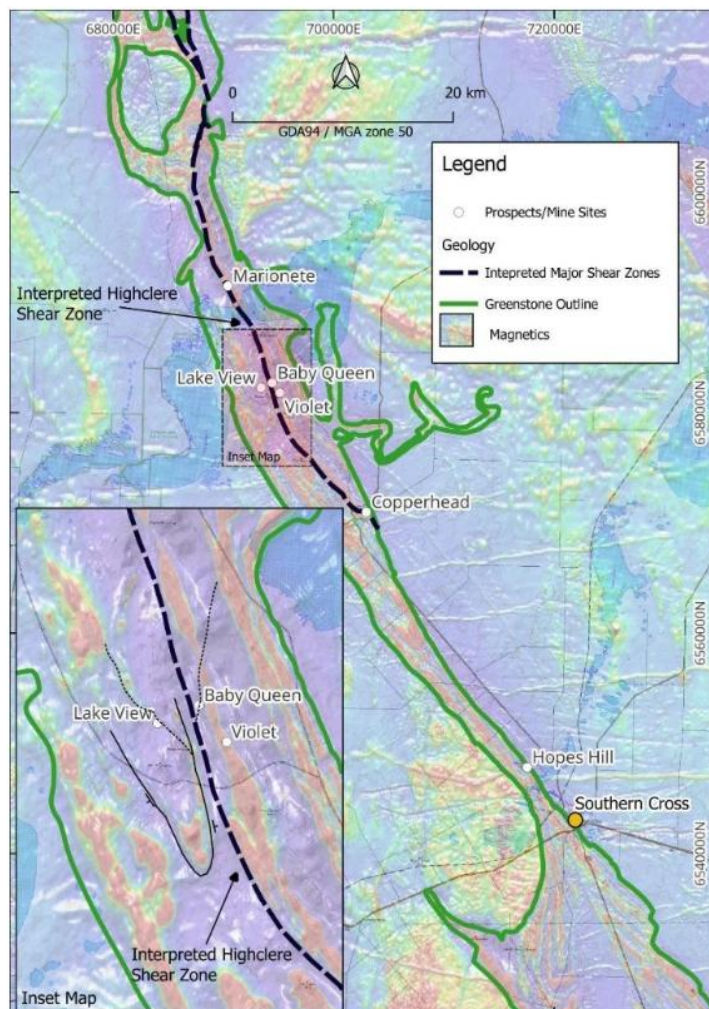 680000E
700000E
720000E
0
20 km
GDA94 / MGA zone 50
Legend
Prospects/Mine Sites
Geology
Intepreted Major Shear Zones
Greenstone Outline
Magnetics
6600000N
Marionete
Interpreted Highclere
Shear Zone
Lake View
Baby Queen
Violet
Inset Map
6580000N
Copperhead
6560000N
Hopes Hill
Southern Cross
6540000N
Baby Queen
Lake View
Violet
Interpreted Highclere
Shear Zone
Inset Map